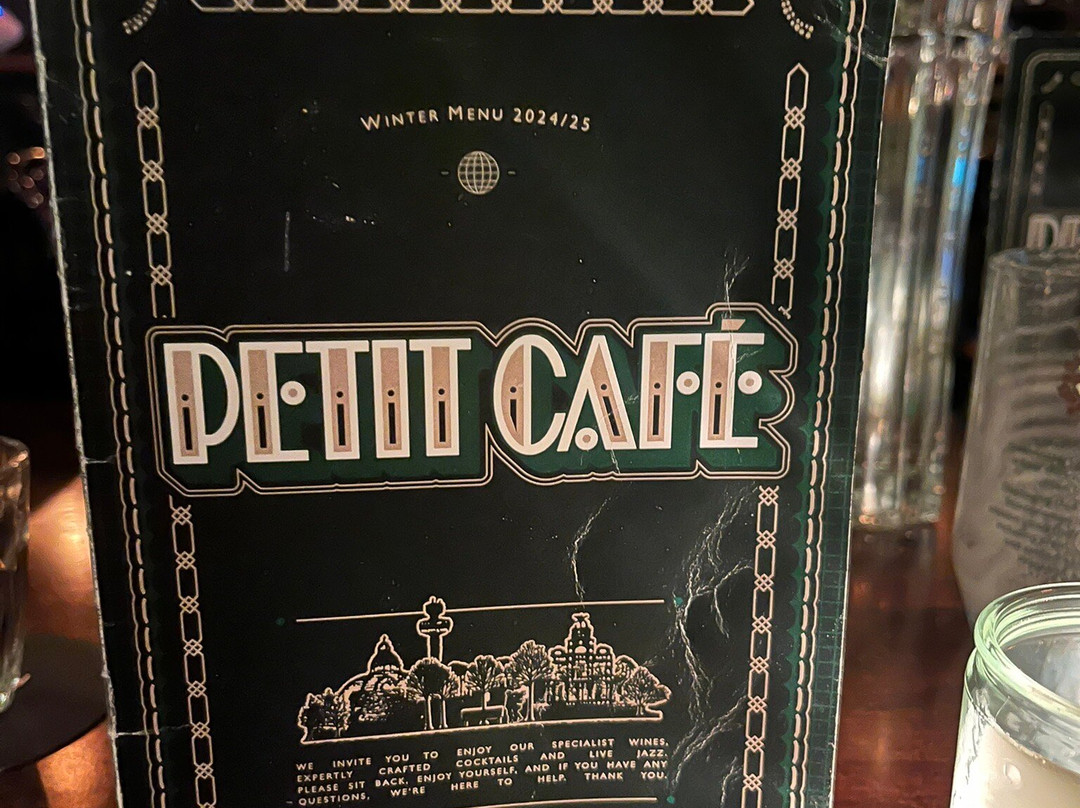 WINTER MENU 2024/25
PETIT CAFÉ
WE INVITE YOU TO ENJOY OUR SPECIALIST WINES,
EXPERTLY CRAFTED COCKTAILS AND LIVE JAZZ.
PLEASE SIT BACK, ENJOY YOURSELF, AND IF YOU HAVE ANY
QUESTIONS, WE'RE HERE TO HELP. THANK YOU.